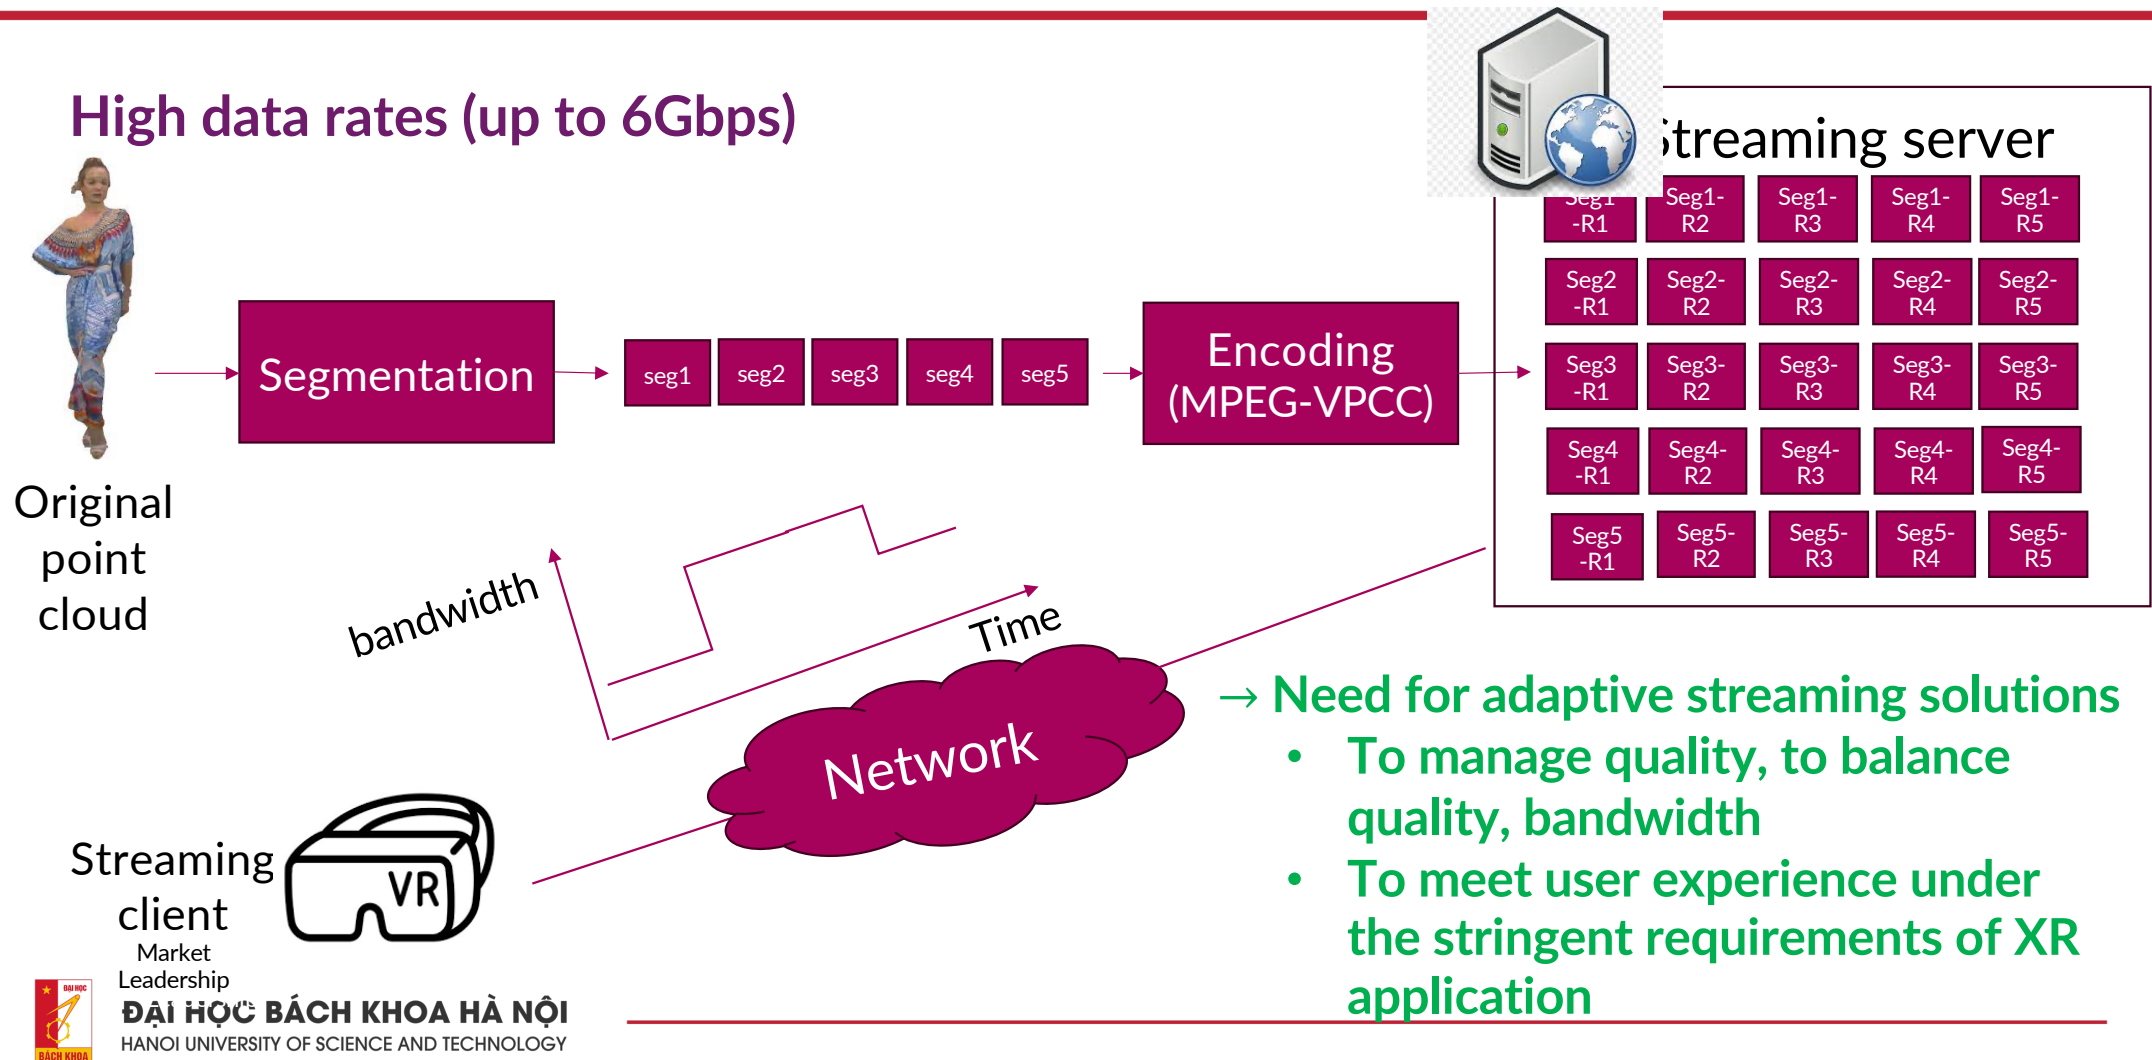 High data rates (up to 6Gbps)
Streaming server
Original
point
cloud
Segmentation
seg1
seg2
seg3
seg4
seg5
Encoding
(MPEG-VPCC)
Seg1
-R1
Seg1-
R2
Seg1-
R3
Seg1-
R4
Seg1-
R5
Seg2
-R1
Seg2-
R2
Seg2-
R3
Seg2-
R4
Seg2-
R5
Seg3
-R1
Seg3-
R2
Seg3-
R3
Seg3-
R4
Seg3-
R5
Seg4
-R1
Seg4-
R2
Seg4-
R3
Seg4-
R4
Seg4-
R5
Seg5
-R1
Seg5-
R2
Seg5-
R3
Seg5-
R4
Seg5-
R5
bandwidth
Time
Network
→ Need for adaptive streaming solutions
• To manage quality, to balance
quality, bandwidth
• To meet user experience under
the stringent requirements of XR
application
Streaming
client
VR
Market
Leadership
ĐẠI HỌC
BÁCH KHOA
ĐẠI HỌC BÁCH KHOA HÀ NỘI
HANOI UNIVERSITY OF SCIENCE AND TECHNOLOGY